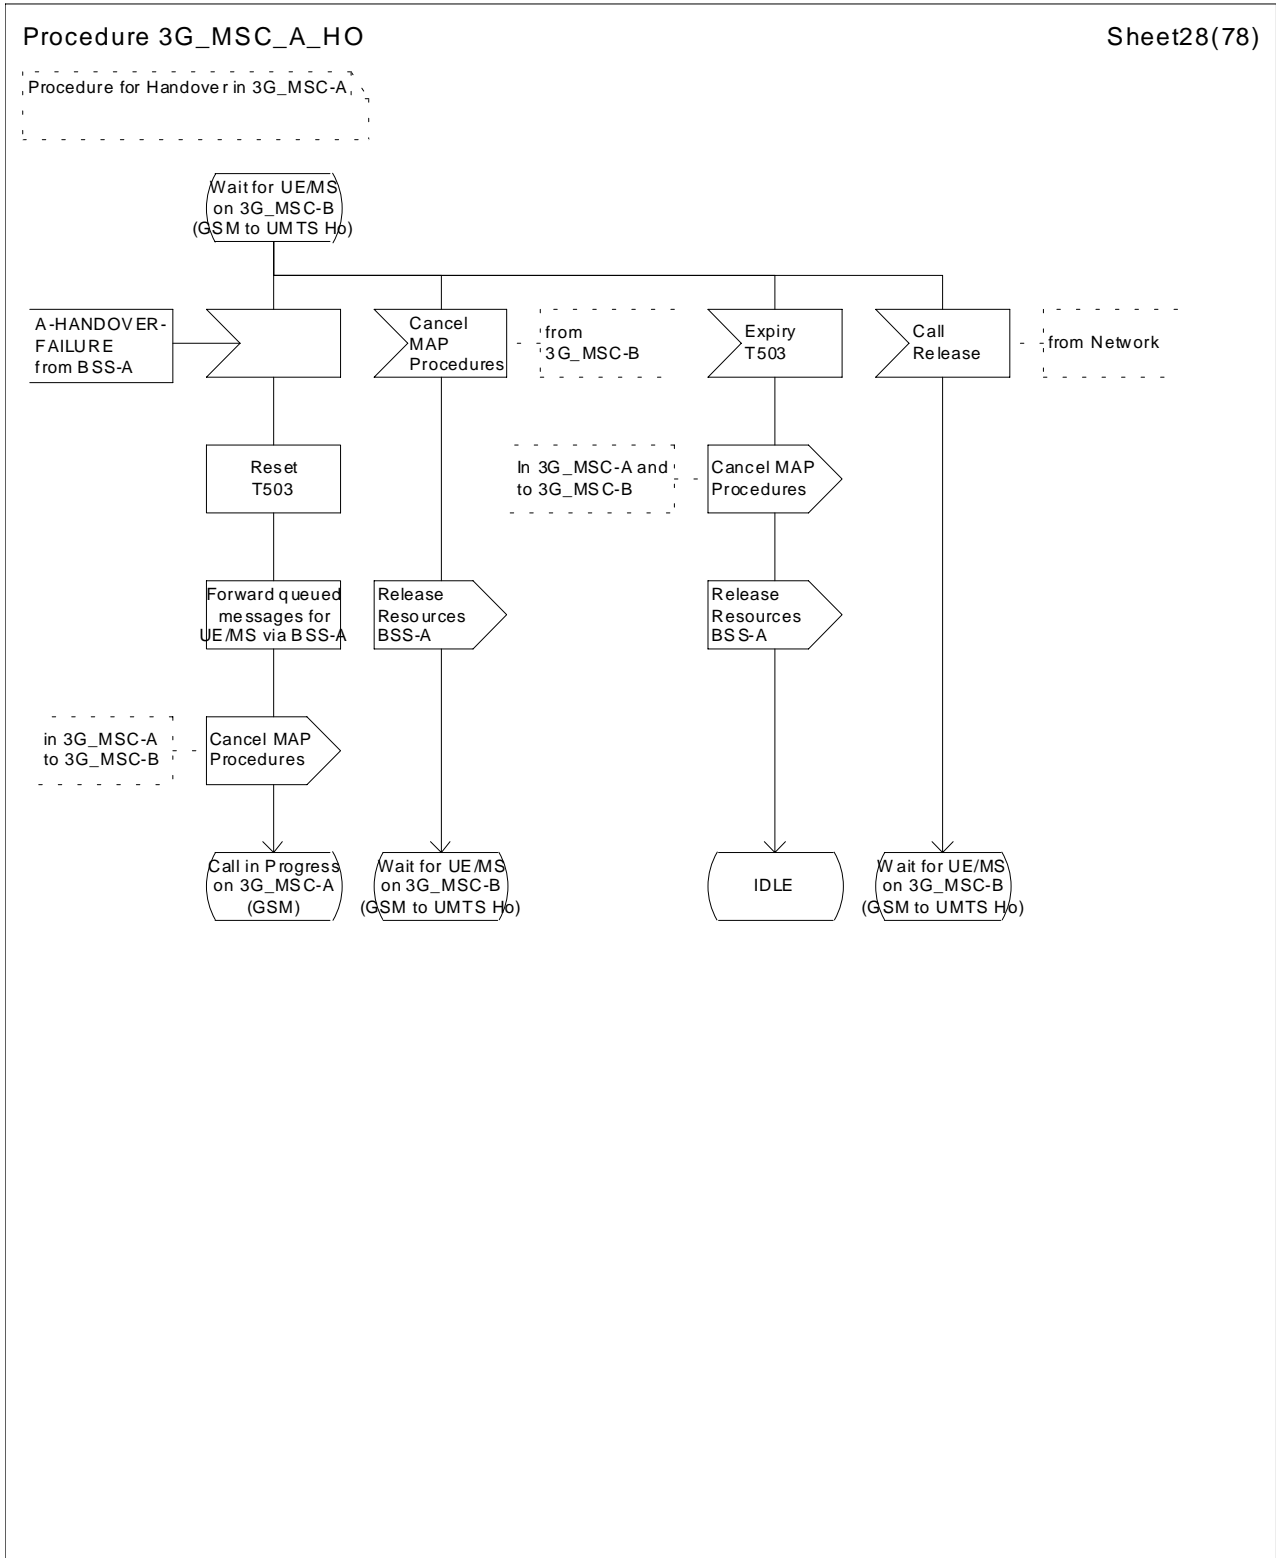 Procedure 3G_MSC_A_HO
Sheet28(78)
Procedure for Handover in 3G_MSC-A
Wait for UE/MS
on 3G_MSC-B
(GSM to UMTS Ho)
A-HANDOVER-
FAILURE
from BSS-A
Cancel
MAP
Procedures
from
3G_MSC-B
Expiry
T503
Call
Release
from Network
Reset
T503
In 3G_MSC-A and
to 3G_MSC-B
Cancel MAP
Procedures
Forward queued
messages for
UE/MS via BSS-A
Release
Resources
BSS-A
Release
Resources
BSS-A
in 3G_MSC-A
to 3G_MSC-B
Cancel MAP
Procedures
Call in Progress
on 3G_MSC-A
(GSM)
Wait for UE/MS
on 3G_MSC-B
(GSM to UMTS Ho)
IDLE
Wait for UE/MS
on 3G_MSC-B
(GSM to UMTS Ho)